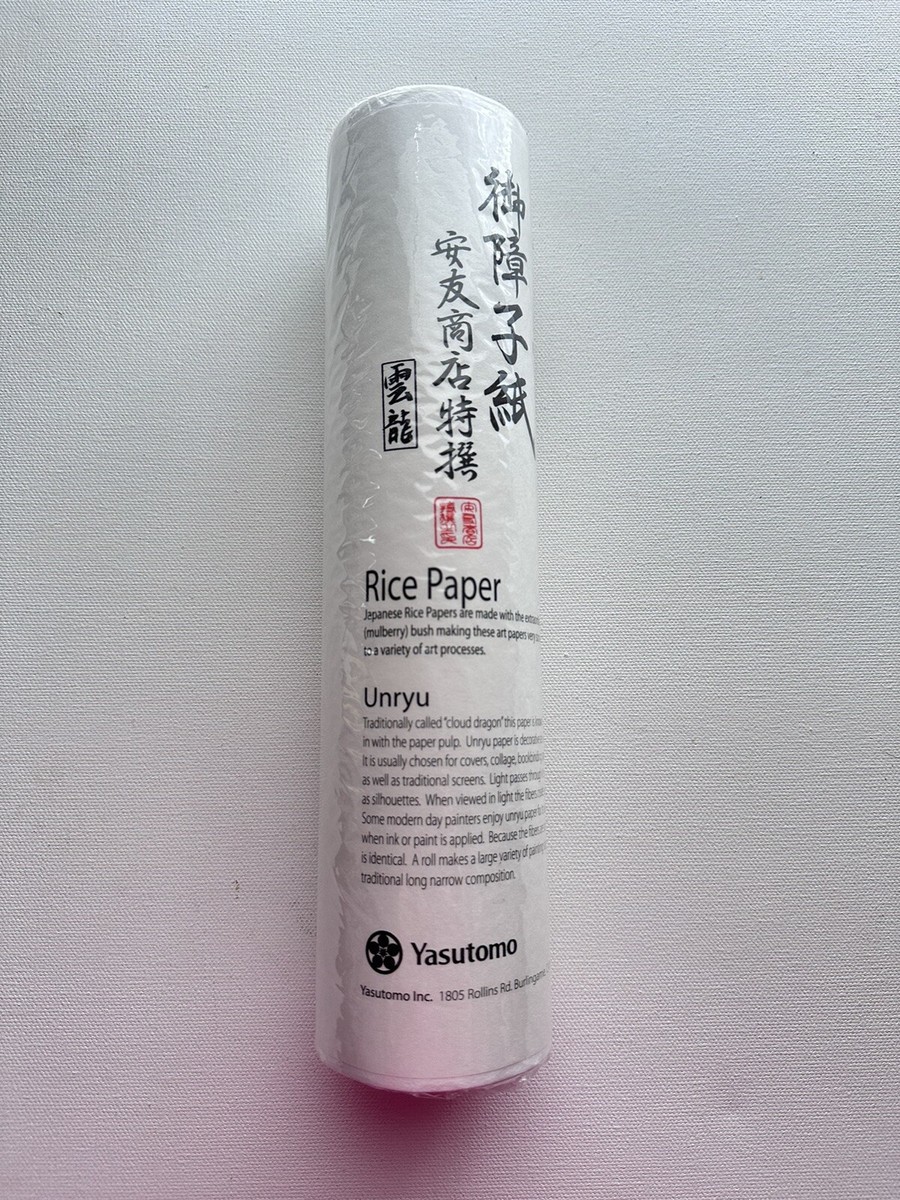 御障子紙
安友商店特撰
雲龍
Rice Paper
Japanese Rice Papers are made with the
(mulberry) bush making these art papers very
to a variety of art processes.
Unryu
Traditionally called "cloud dragon" this paper is
in with the paper pulp. Unryu paper is
It is usually chosen for covers, collage,
as well as traditional screens. Light passes
as silhouettes. When viewed in light the fibers
Some modern day painters enjoy unryu paper
when ink or paint is applied. Because the fibers
is identical. A roll makes a large variety of
traditional long narrow composition.
Yasutomo
Yasutomo Inc. 1805 Rollins Rd.